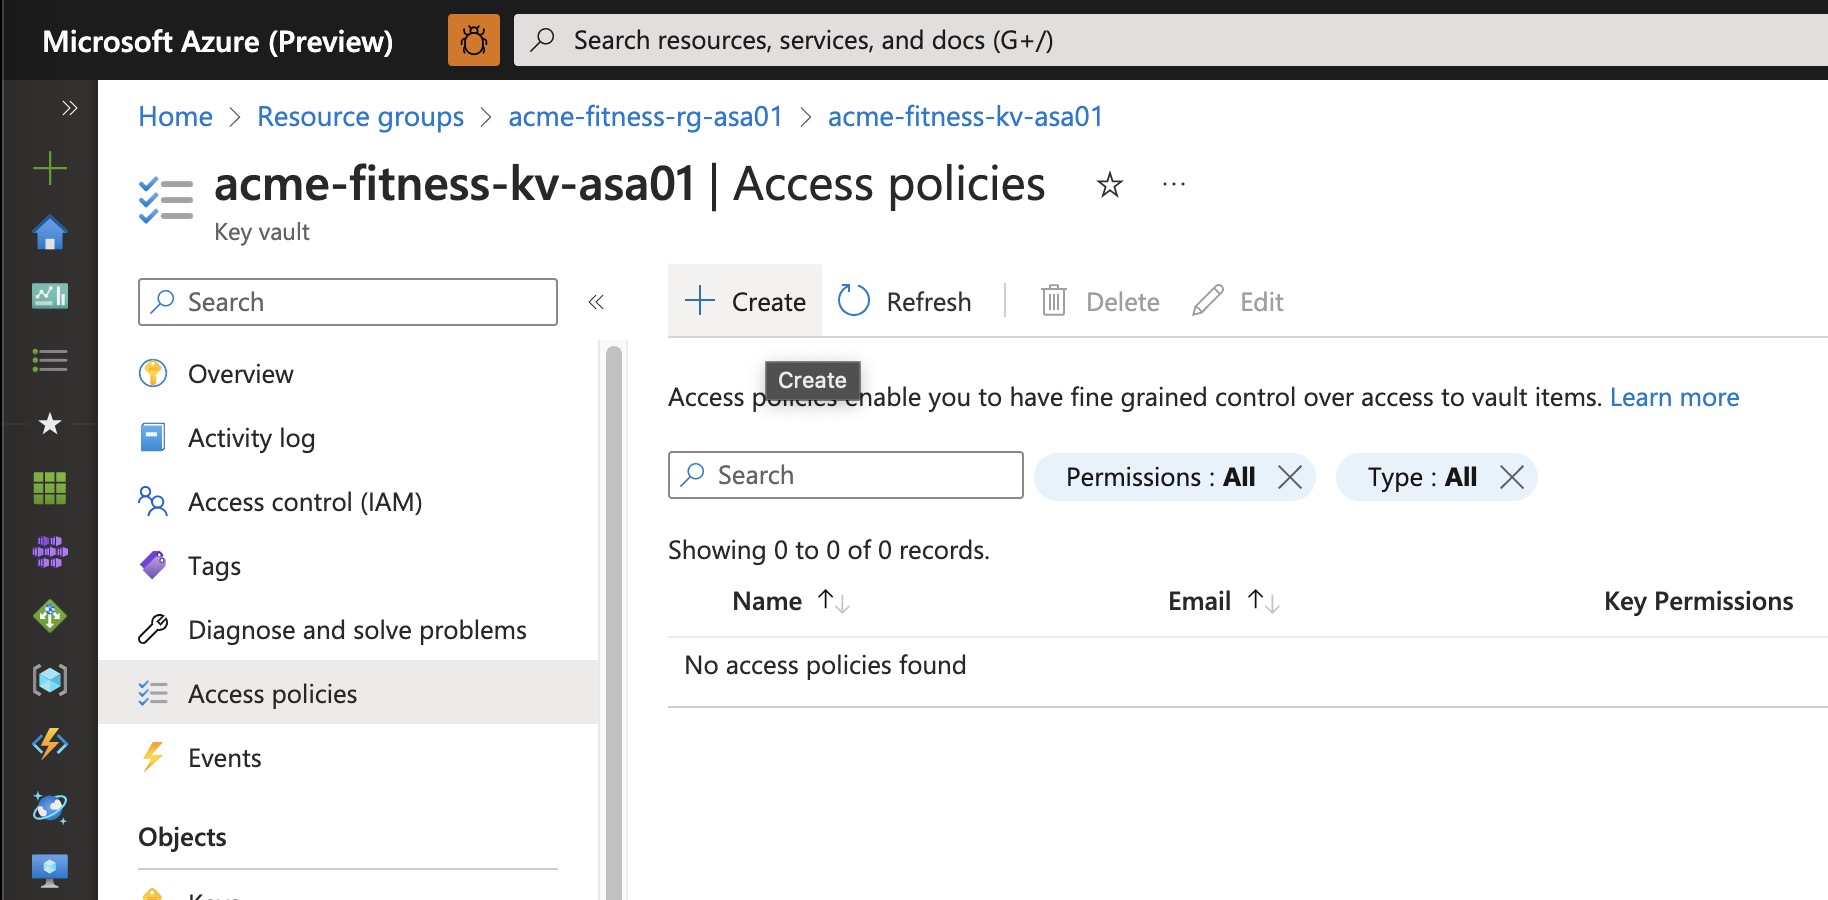 Microsoft Azure (Preview)
Search resources, services, and docs (G+/)
Home > Resource groups > acme-fitness-rg-asa01 > acme-fitness-kv-asa01
acme-fitness-kv-asa01 | Access policies
Key vault
Search
Overview
Activity log
Access control (IAM)
Tags
Diagnose and solve problems
Access policies
Events
Objects
Create Refresh Delete Edit
Create
Access policies enable you to have fine grained control over access to vault items. Learn more
Search Permissions : All Type : All
Showing 0 to 0 of 0 records.
Name Email Key Permissions
No access policies found